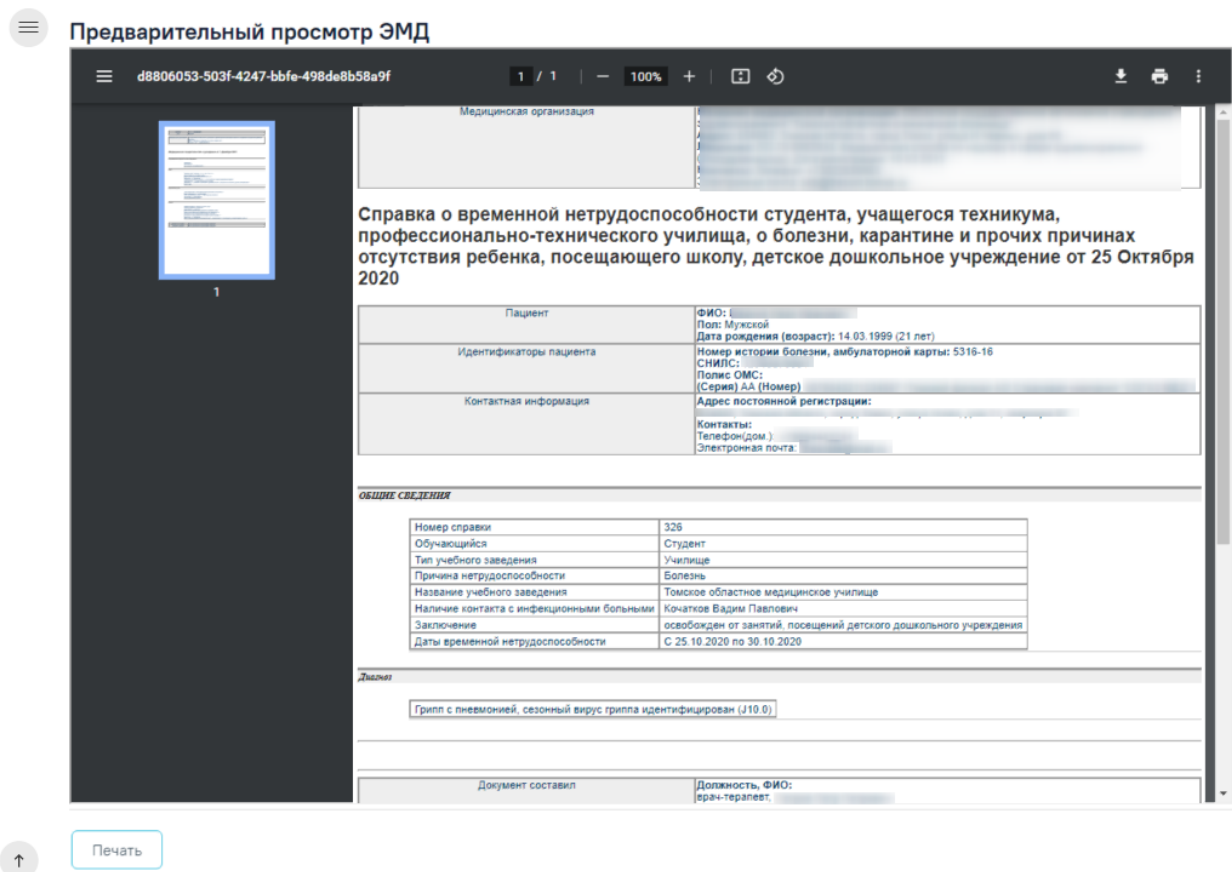 Предварительный просмотр ЭМД
d8806053-503f-4247-bbfe-498de8b58a9f
1 / 1
100%
1
Медицинская организация
Справка о временной нетрудоспособности студента, учащегося техникума,
профессионально-технического училища, о болезни, карантине и прочих причинах
отсутствия ребенка, посещающего школу, детское дошкольное учреждение от 25 Октября
2020
Пациент
ФИО:
Пол: Мужской
Дата рождения (возраст): 14.03.1999 (21 лет)
Идентификаторы пациента
Номер истории болезни, амбулаторной карты: 5316-16
СНИЛС:
Полис ОМС:
(Серия) АА (Номер)
Контактная информация
Адрес постоянной регистрации:
Контакты:
Телефон(дом.):
Электронная почта:
ОБЩИЕ СВЕДЕНИЯ
Номер справки 326
Обучающийся Студент
Тип учебного заведения Училище
Причина нетрудоспособности Болезнь
Название учебного заведения Томское областное медицинское училище
Наличие контакта с инфекционными больными Кочатков Вадим Павлович
Заключение освобожден от занятий, посещений детского дошкольного учреждения
Даты временной нетрудоспособности С 25.10.2020 по 30.10.2020
Диагноз
Грипп с пневмонией, сезонный вирус гриппа идентифицирован (J10.0)
Документ составил
Должность, ФИО:
врач-терапевт,
Печать